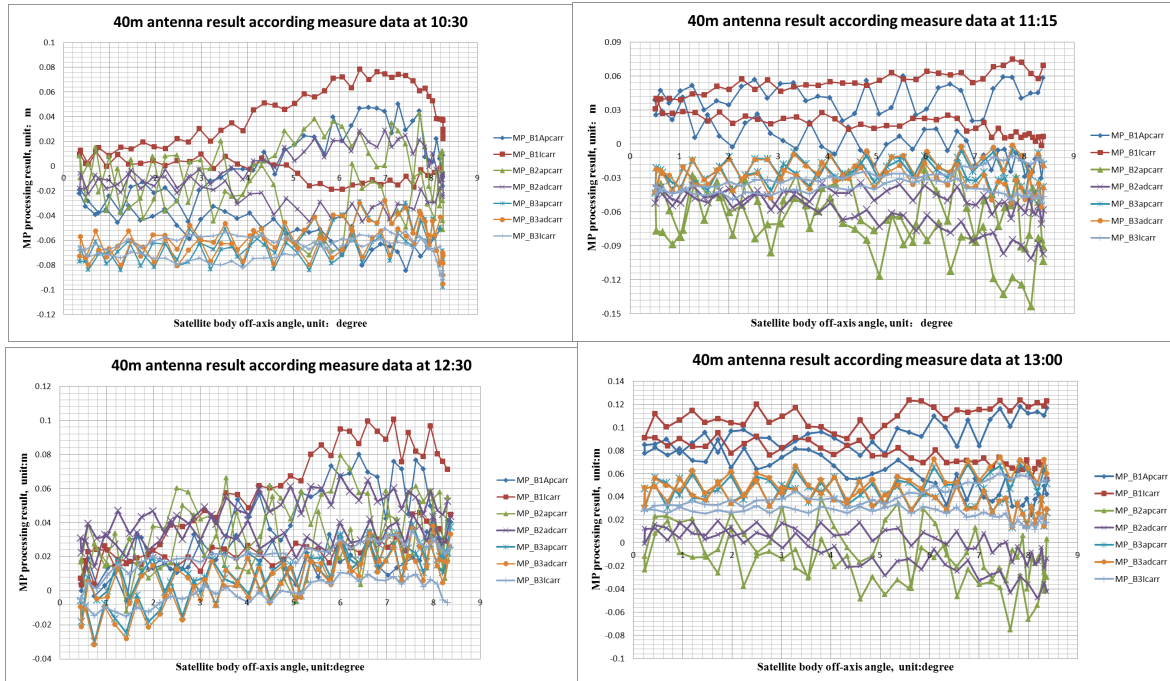 40m antenna result according measure data at 10:30
0.1
0.08
0.06
0.04
0.02
0
-0.02
-0.04
-0.06
-0.08
-0.1
-0.12
0 1 2 3 4 5 6 7 8 9
MP processing result, unit: m
Satellite body off-axis angle, unit: degree
MP_B1Apcarr
MP_B1Icarr
MP_B2apcarr
MP_B2adcarr
MP_B3apcarr
MP_B3adcarr
MP_B3Icarr
40m antenna result according measure data at 11:15
0.09
0.06
0.03
0
-0.03
-0.06
-0.09
-0.12
-0.15
0 1 2 3 4 5 6 7 8 9
MP processing result, unit: m
Satellite body off-axis angle, unit: degree
MP_B1Apcarr
MP_B1Icarr
MP_B2apcarr
MP_B2adcarr
MP_B3apcarr
MP_B3adcarr
MP_B3Icarr
40m antenna result according measure data at 12:30
0.12
0.1
0.08
0.06
0.04
0.02
0
-0.02
-0.04
0 1 2 3 4 5 6 7 8 9
MP processing result, unit:m
Satellite body off-axis angle, unit:degree
MP_B1Apcarr
MP_B1Icarr
MP_B2apcarr
MP_B2adcarr
MP_B3apcarr
MP_B3adcarr
MP_B3Icarr
40m antenna result according measure data at 13:00
0.14
0.12
0.1
0.08
0.06
0.04
0.02
0
-0.02
-0.04
-0.06
-0.08
-0.1
0 1 2 3 4 5 6 7 8 9
MP processing result, unit:m
Satellite body off-axis angle, unit:degree
MP_B1Apcarr
MP_B1Icarr
MP_B2apcarr
MP_B2adcarr
MP_B3apcarr
MP_B3adcarr
MP_B3Icarr